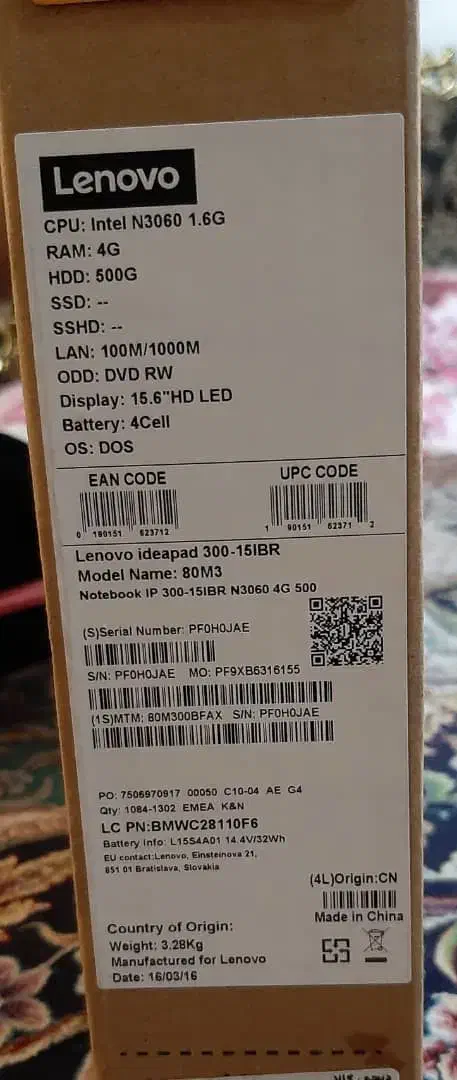 Lenovo
CPU: Intel N3060 1.6G
RAM: 4G
HDD: 500G
SSD: --
SSHD: --
LAN: 100M/1000M
ODD: DVD RW
Display: 15.6"HD LED
Battery: 4Cell
OS: DOS
EAN CODE UPC CODE
0 190151 623712 1 90151 62371 2
Lenovo ideapad 300-15IBR
Model Name: 80M3
Notebook IP 300-15IBR N3060 4G 500
(S)Serial Number: PF0H0JAE
S/N: PF0H0JAE MO: PF9XB6316155
(1S)MTM: 80M300BFAX S/N: PF0H0JAE
PO: 7506970917 00050 C10-04 AE G4
Qty: 1084-1302 EMEA K&N
LC PN:BMWC28110F6
Battery Info: L15S4A01 14.4V/32Wh
EU contact:Lenovo, Einsteinova 21,
851 01 Bratislava, Slovakia
(4L)Origin:CN
Made in China
Country of Origin:
Weight: 3.28Kg
Manufactured for Lenovo
Date: 16/03/16